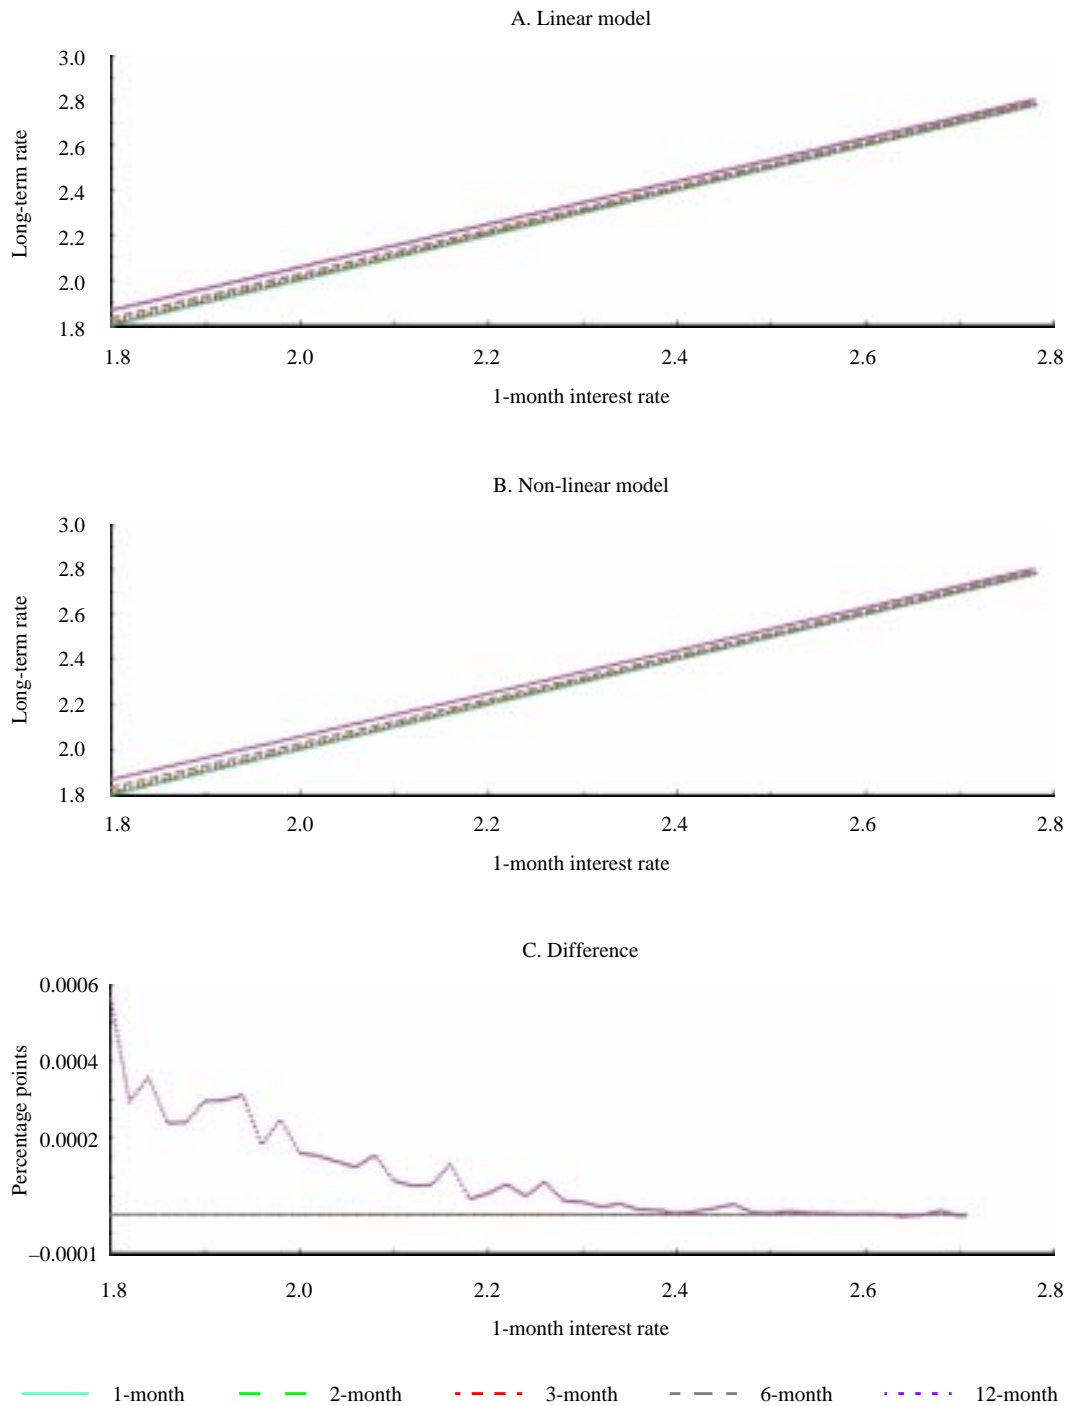 A. Linear model
3.0
2.8
2.6
2.4
2.2
2.0
1.8
Long-term rate
1.8 2.0 2.2 2.4 2.6 2.8
1-month interest rate
B. Non-linear model
3.0
2.8
2.6
2.4
2.2
2.0
1.8
Long-term rate
1.8 2.0 2.2 2.4 2.6 2.8
1-month interest rate
C. Difference
0.0006
0.0004
0.0002
–0.0001
Percentage points
1.8 2.0 2.2 2.4 2.6 2.8
1-month interest rate
1-month 2-month 3-month 6-month 12-month